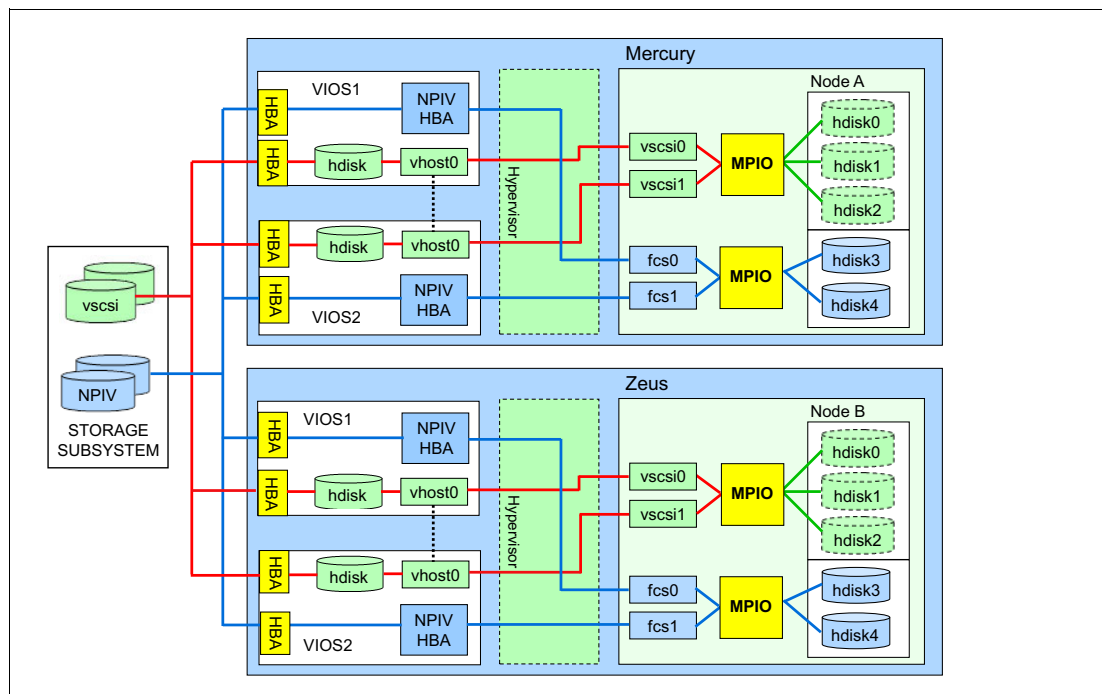 Mercury
VIOS1
HBA
NPIV
HBA
HBA
hdisk
vhost0
HBA
hdisk
vhost0
HBA
NPIV
HBA
VIOS2
Hypervisor
Node A
vscsi0
vscsi1
MPIO
hdisk0
hdisk1
hdisk2
fcs0
fcs1
MPIO
hdisk3
hdisk4
vscsi
NPIV
STORAGE
SUBSYSTEM
Zeus
VIOS1
HBA
NPIV
HBA
HBA
hdisk
vhost0
HBA
hdisk
vhost0
HBA
NPIV
HBA
VIOS2
Hypervisor
Node B
vscsi0
vscsi1
MPIO
hdisk0
hdisk1
hdisk2
fcs0
fcs1
MPIO
hdisk3
hdisk4